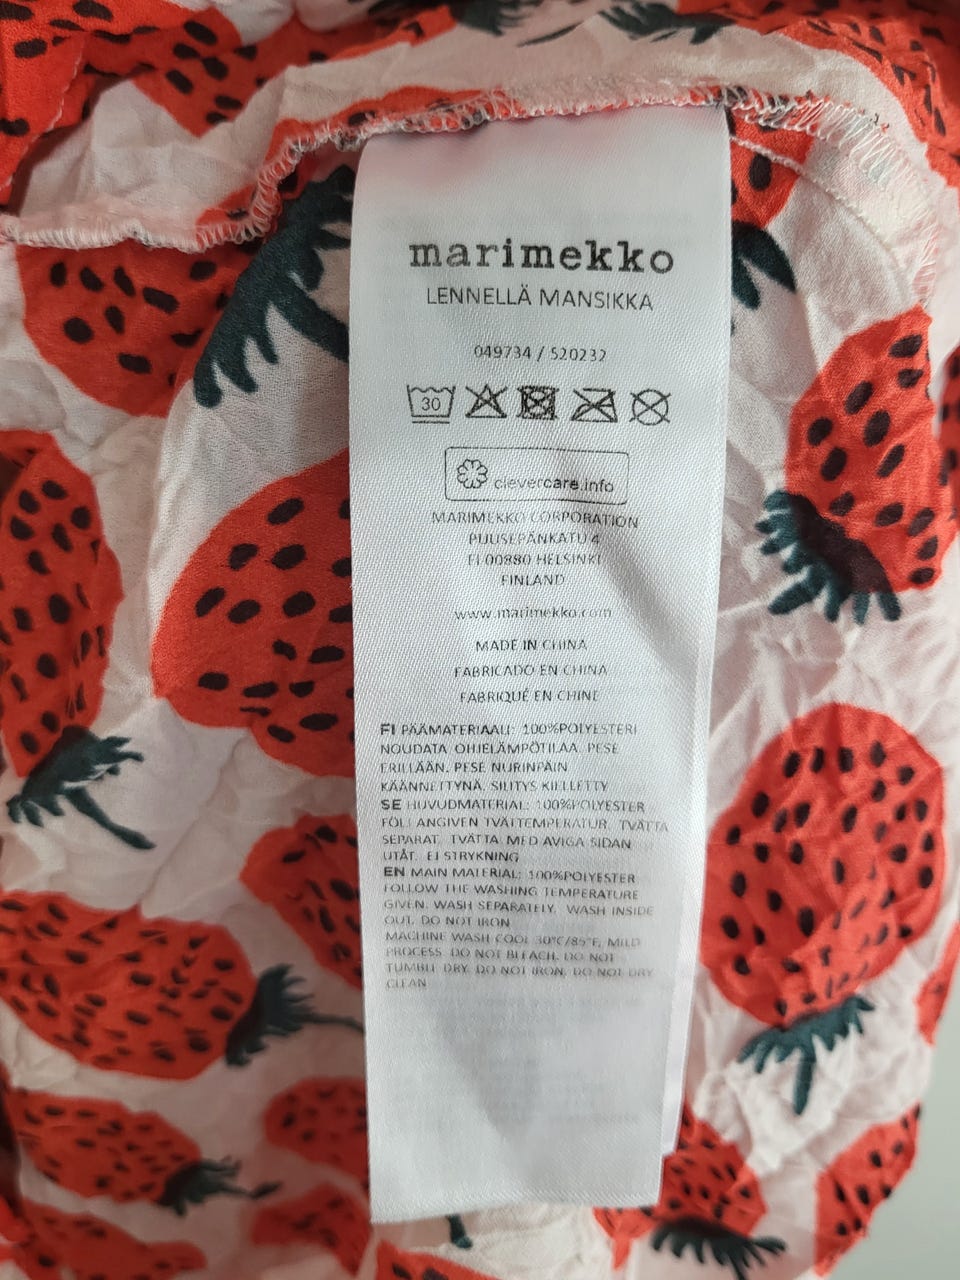 marimekko
LENNELLÄ MANSIKKA
049734 / 520232
30
clevercare.info
MARIMEKKO CORPORATION
PUUSEPÄNKATU 4
FI 00880 HELSINKI
FINLAND
www.marimekko.com
MADE IN CHINA
FABRICADO EN CHINA
FABRIQUÉ EN CHINE
FI PÄÄMATERIAALI: 100%POLYESTERI
NOUDATA OHJELÄMPÖTILAA. PESE
ERILLÄÄN. PESE NURINPÄIN
KÄÄNNETTYNÄ. SILITYS KIELLETTY
SE HUVUDMATERIAL: 100%POLYESTER
FÖLJ ANGIVEN TVÄTTEMPERATUR. TVÄTTA
SEPARAT. TVÄTTA MED AVIGA SIDAN
UTÅT. EJ STRYKNING
EN MAIN MATERIAL: 100%POLYESTER
FOLLOW THE WASHING TEMPERATURE
GIVEN. WASH SEPARATELY. WASH INSIDE
OUT. DO NOT IRON
MACHINE WASH COOL 30°C/85°F, MILD
PROCESS. DO NOT BLEACH. DO NOT
TUMBLE DRY. DO NOT IRON. DO NOT DRY
CLEAN